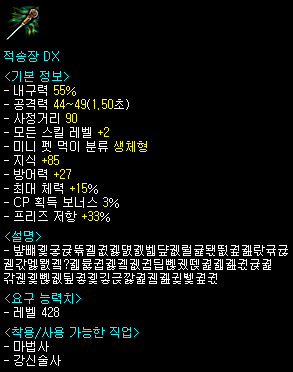 적송장 DX
<기본 정보>
- 내구력 55%
- 공격력 44~49(1,50초)
- 사정거리 90
- 모든 스킬 레벨 +2
- 미니 펫 먹이 분류 생체형
- 지식 +85
- 방어력 +27
- 최대 체력 +15%
- CP 획득 보너스 3%
- 프리즈 저항 +33%
<설명>
<요구 능력치>
- 레벨 428
<착용/사용 가능한 직업>
- 마법사
- 강신술사